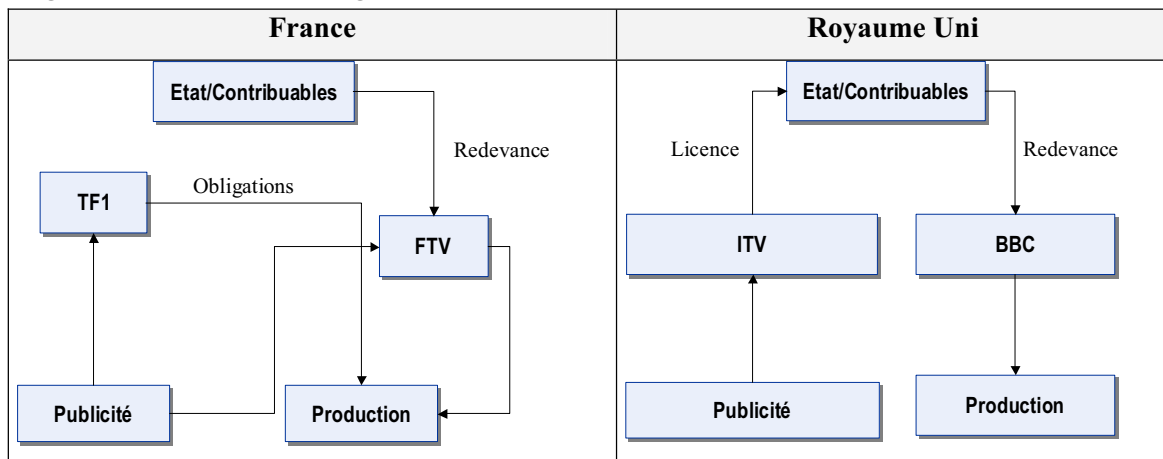 France
Royaume Uni
Etat/Contribuables
Redevance
Obligations
TF1
FTV
Publicité
Production
Etat/Contribuables
Licence
Redevance
ITV
BBC
Publicité
Production